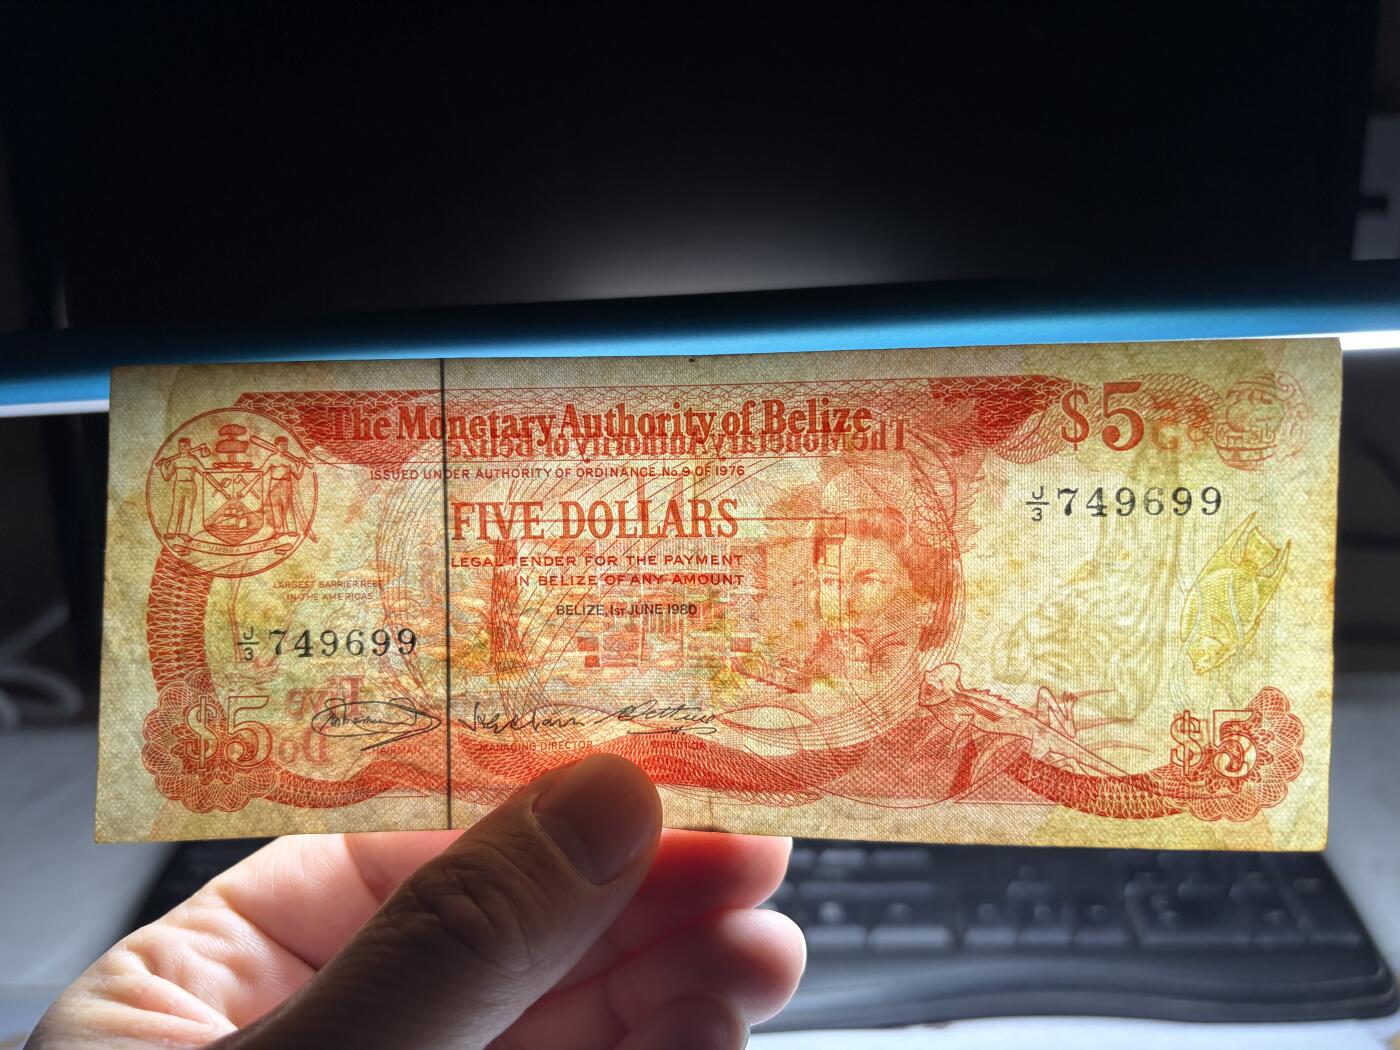 The Monetary Authority of Belize
$5
ISSUED UNDER AUTHORITY OF ORDINANCE No.9 OF 1976
J/3 749699
FIVE DOLLARS
LEGAL TENDER FOR THE PAYMENT
IN BELIZE OF ANY AMOUNT
LARGEST BARRIER REEF
IN THE AMERICAS
BELIZE, 1ST JUNE 1980
J/3 749699
$5
$5
CHAIRMAN
MANAGING DIRECTOR
DIRECTOR